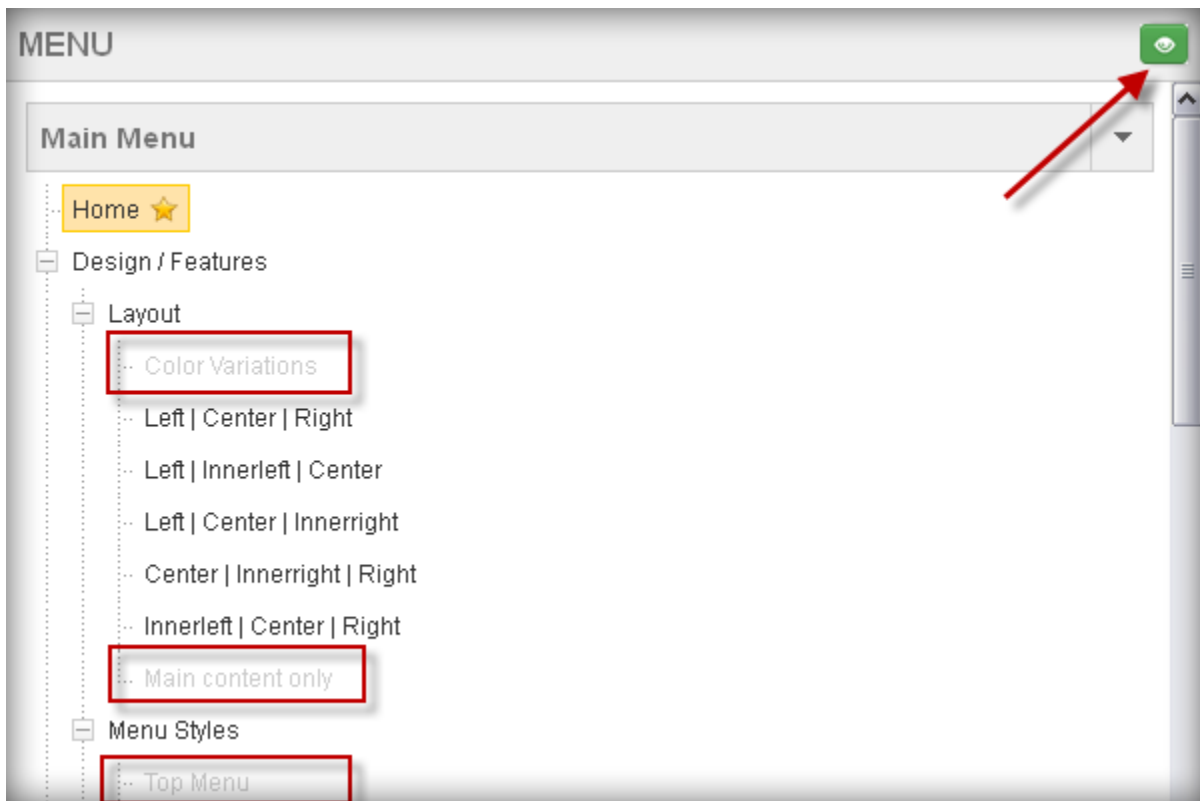 MENU
Main Menu
Home
Design / Features
Layout
Color Variations
Left | Center | Right
Left | Innerleft | Center
Left | Center | Innerright
Center | Innerright | Right
Innerleft | Center | Right
Main content only
Menu Styles
Top Menu